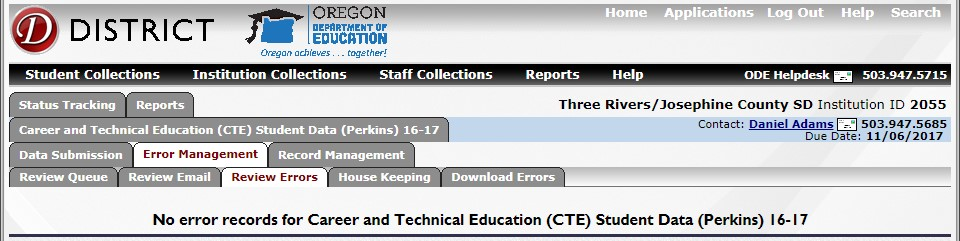 Home Applications Log Out Help Search
D DISTRICT
OREGON
DEPARTMENT OF
EDUCATION
Oregon achieves . . . together!
Student Collections Institution Collections Staff Collections Reports Help ODE Helpdesk 503.947.5715
Status Tracking Reports Three Rivers/Josephine County SD Institution ID 2055
Career and Technical Education (CTE) Student Data (Perkins) 16-17 Contact: Daniel Adams 503.947.5685
Due Date: 11/06/2017
Data Submission Error Management Record Management
Review Queue Review Email Review Errors House Keeping Download Errors
No error records for Career and Technical Education (CTE) Student Data (Perkins) 16-17